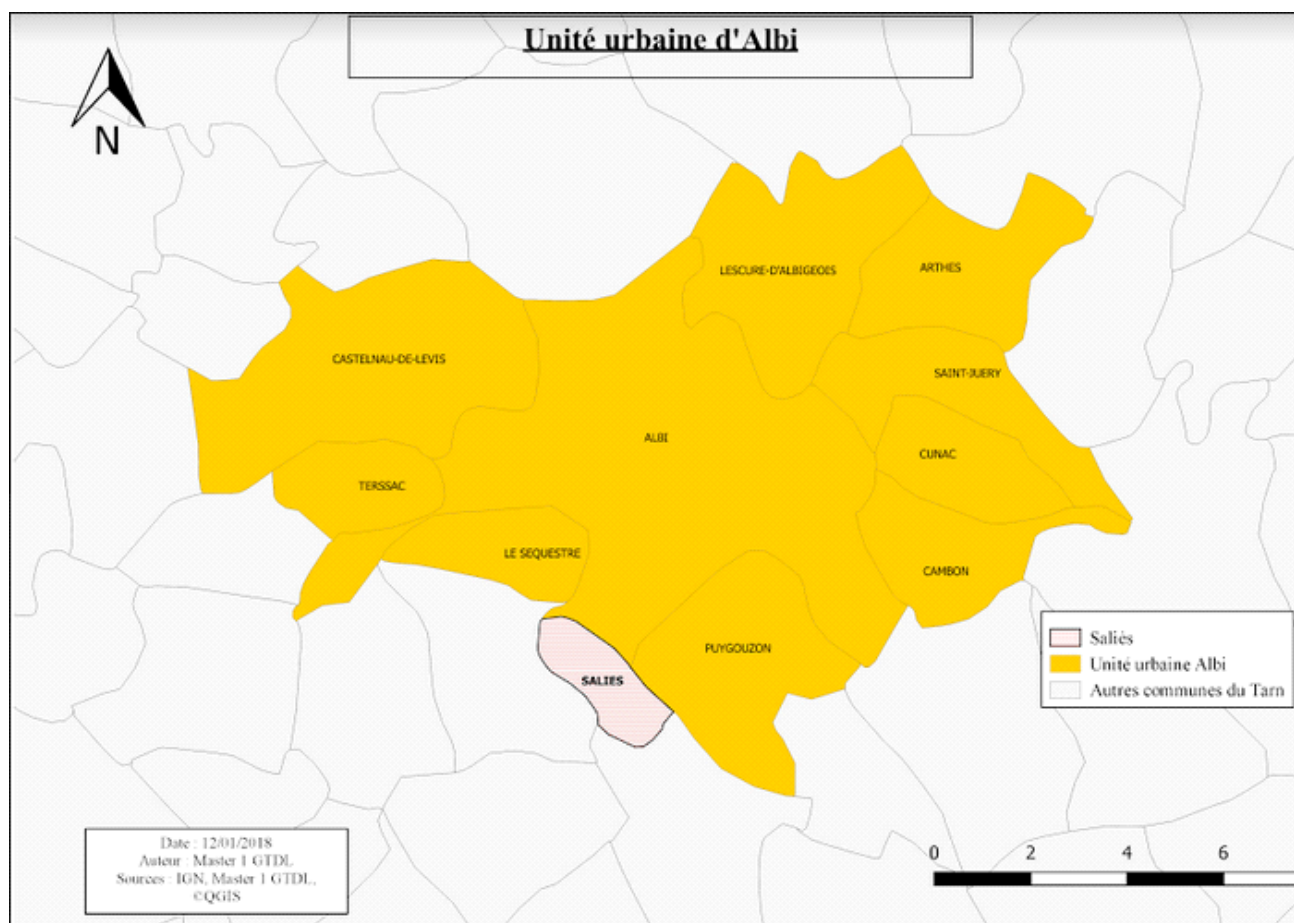 Unité urbaine d'Albi
N
LESCURE-D'ALBIGEOIS
ARTHES
CASTELNAU-DE-LEVIS
SAINT-JUERY
ALBI
CUNAC
TERSSAC
LE SEQUESTRE
CAMBON
PUYGOUZON
SALIES
Saliès
Unité urbaine Albi
Autres communes du Tarn
Date : 12/01/2018
Auteur : Master 1 GTDL
Sources : IGN, Master 1 GTDL,
©QGIS
0 2 4 6